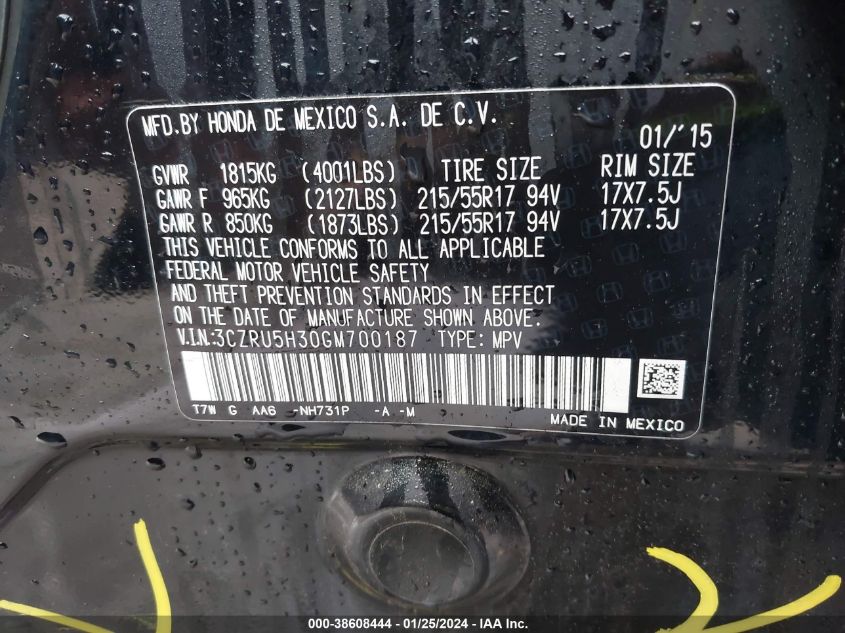 MFD.BY HONDA DE MEXICO S.A. DE C.V.
01/'15
GVWR 1815KG (4001LBS) TIRE SIZE RIM SIZE
GAWR F 965KG (2127LBS) 215/55R17 94V 17X7.5J
GAWR R 850KG (1873LBS) 215/55R17 94V 17X7.5J
THIS VEHICLE CONFORMS TO ALL APPLICABLE
FEDERAL MOTOR VEHICLE SAFETY
AND THEFT PREVENTION STANDARDS IN EFFECT
ON THE DATE OF MANUFACTURE SHOWN ABOVE.
V.I.N:3CZRU5H30GM700187 TYPE: MPV
T7W G AA6 -NH731P -A -M
MADE IN MEXICO
000-38608444 - 01/25/2024 - IAA Inc.